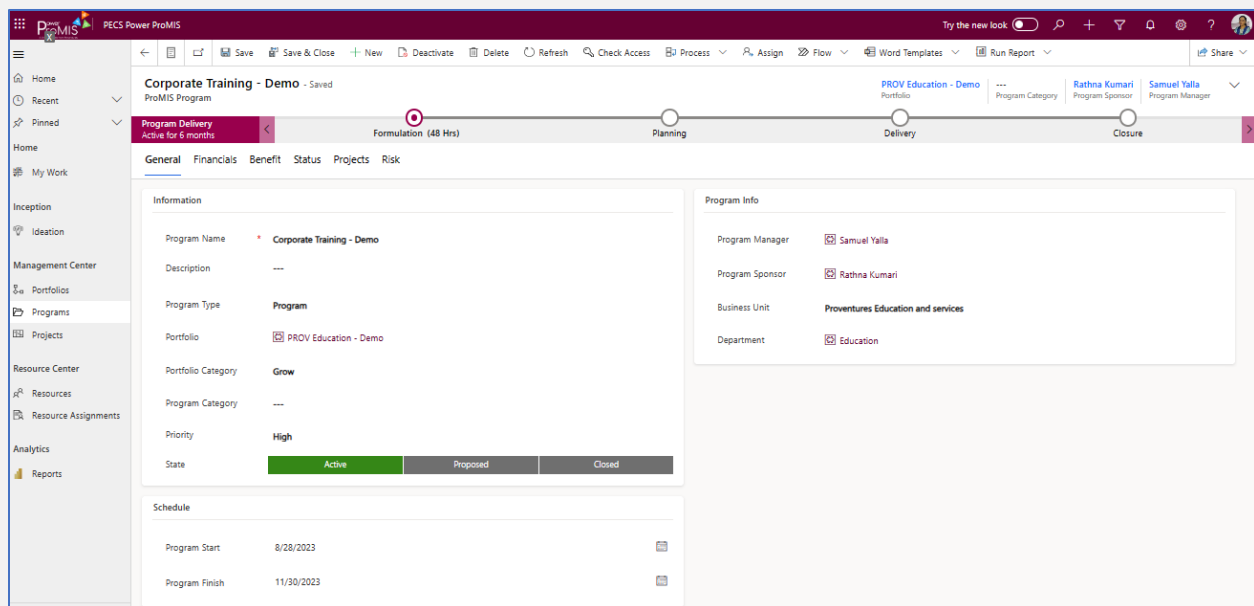 Power
ProMIS PECS Power ProMIS Try the new look ?
Save Save & Close New Deactivate Delete Refresh Check Access Process Assign Flow Word Templates Run Report Share
Home
Recent
Pinned
Home
My Work
Inception
Ideation
Management Center
Portfolios
Programs
Projects
Resource Center
Resources
Resource Assignments
Analytics
Reports
Corporate Training - Demo - Saved
ProMIS Program
PROV Education - Demo --- Rathna Kumari Samuel Yalla
Portfolio Program Category Program Sponsor Program Manager
Program Delivery
Active for 6 months
Formulation (48 Hrs) Planning Delivery Closure
General Financials Benefit Status Projects Risk
Information
Program Name * Corporate Training - Demo
Description ---
Program Type Program
Portfolio PROV Education - Demo
Portfolio Category Grow
Program Category ---
Priority High
State Active Proposed Closed
Schedule
Program Start 8/28/2023
Program Finish 11/30/2023
Program Info
Program Manager Samuel Yalla
Program Sponsor Rathna Kumari
Business Unit Proventures Education and services
Department Education